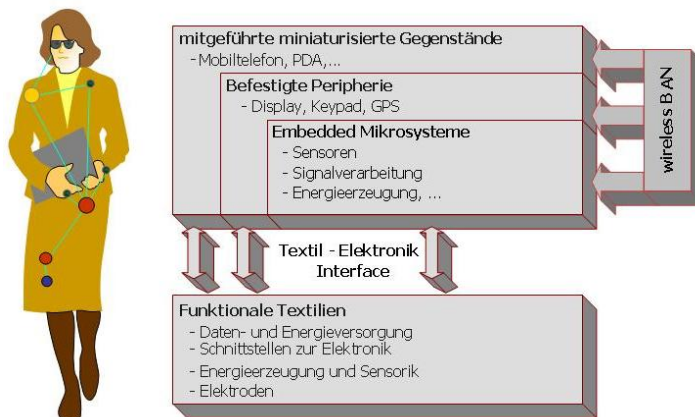 mitgeführte miniaturisierte Gegenstände
- Mobiltelefon, PDA,...
Befestigte Peripherie
- Display, Keypad, GPS
Embedded Mikrosysteme
- Sensoren
- Signalverarbeitung
- Energieerzeugung, ...
wireless BAN
Textil - Elektronik
Interface
Funktionale Textilien
- Daten- und Energieversorgung
- Schnittstellen zur Elektronik
- Energieerzeugung und Sensorik
- Elektroden